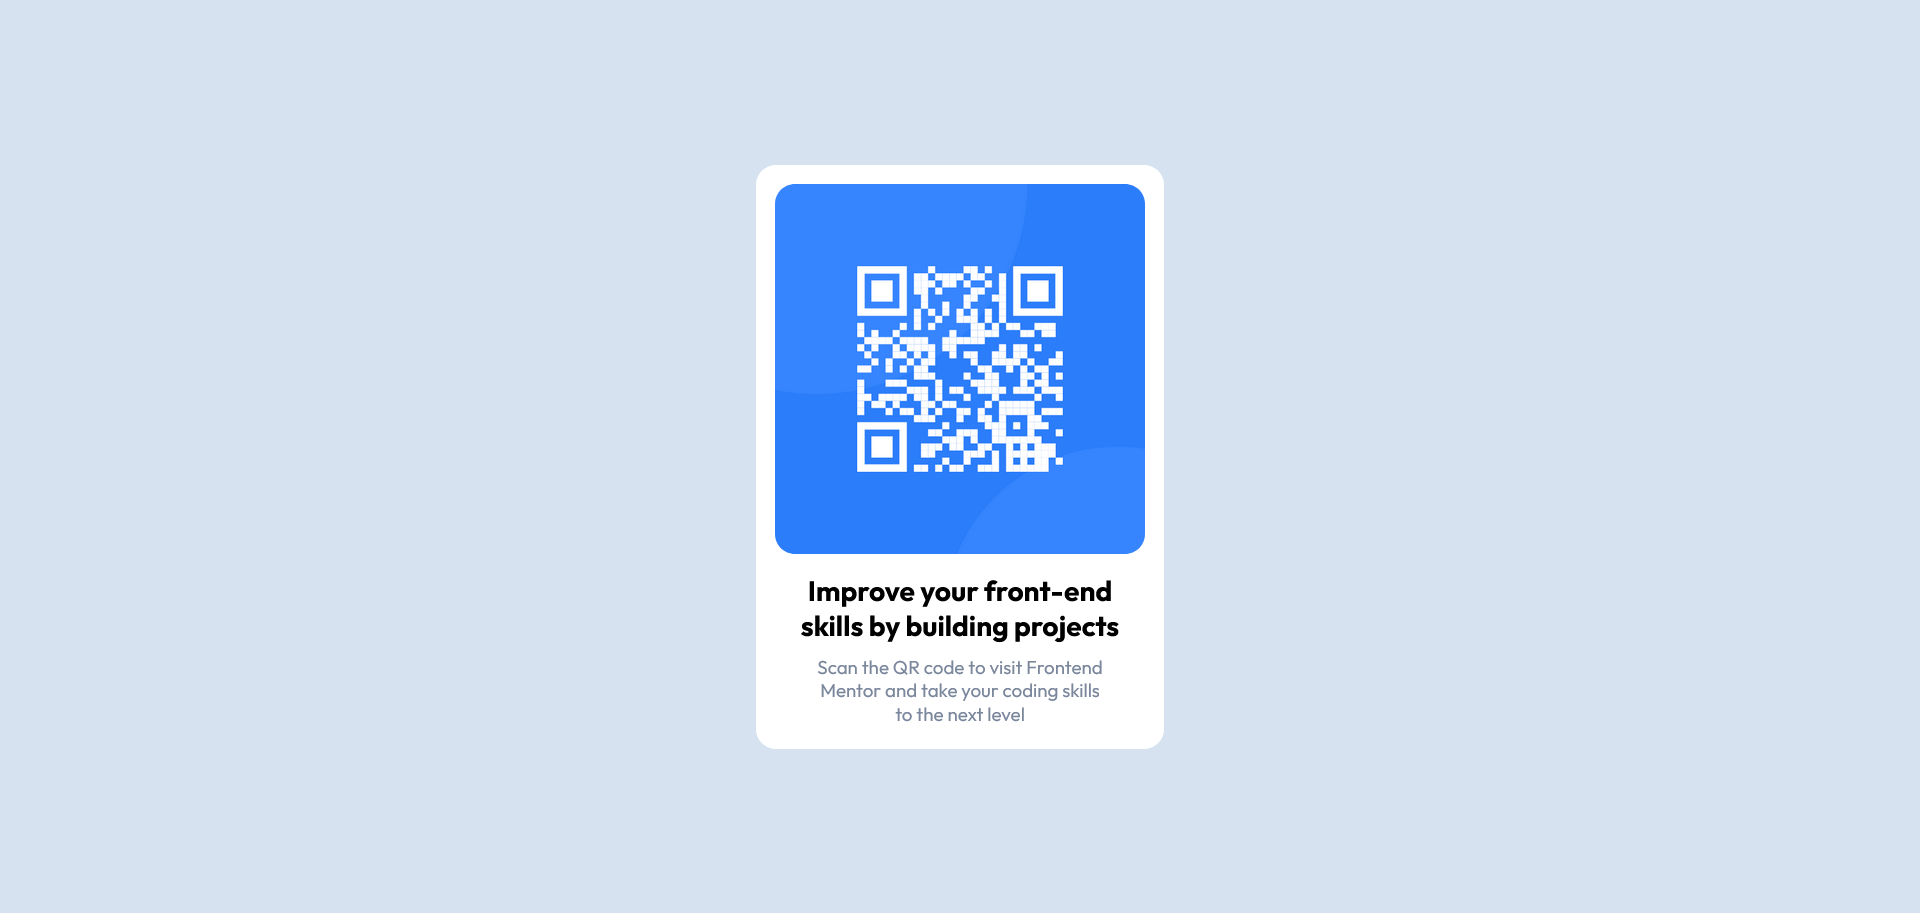 Improve your front-end
skills by building projects
Scan the QR code to visit Frontend
Mentor and take your coding skills
to the next level